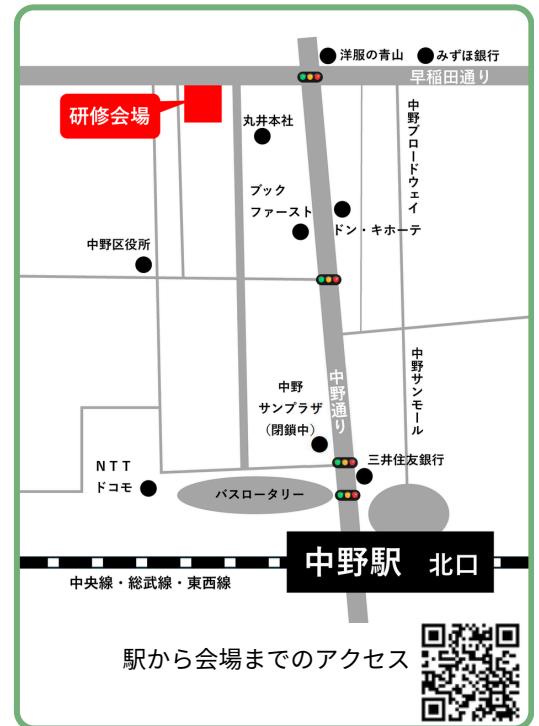 洋服の青山
みずほ銀行
早稲田通り
研修会場
丸井本社
中野ブロードウェイ
ブック
ファースト
ドン・キホーテ
中野区役所
中野サンモール
中野通り
中野
サンプラザ
（閉鎖中）
三井住友銀行
NTT
ドコモ
バスロータリー
中野駅 北口
中央線・総武線・東西線
駅から会場までのアクセス